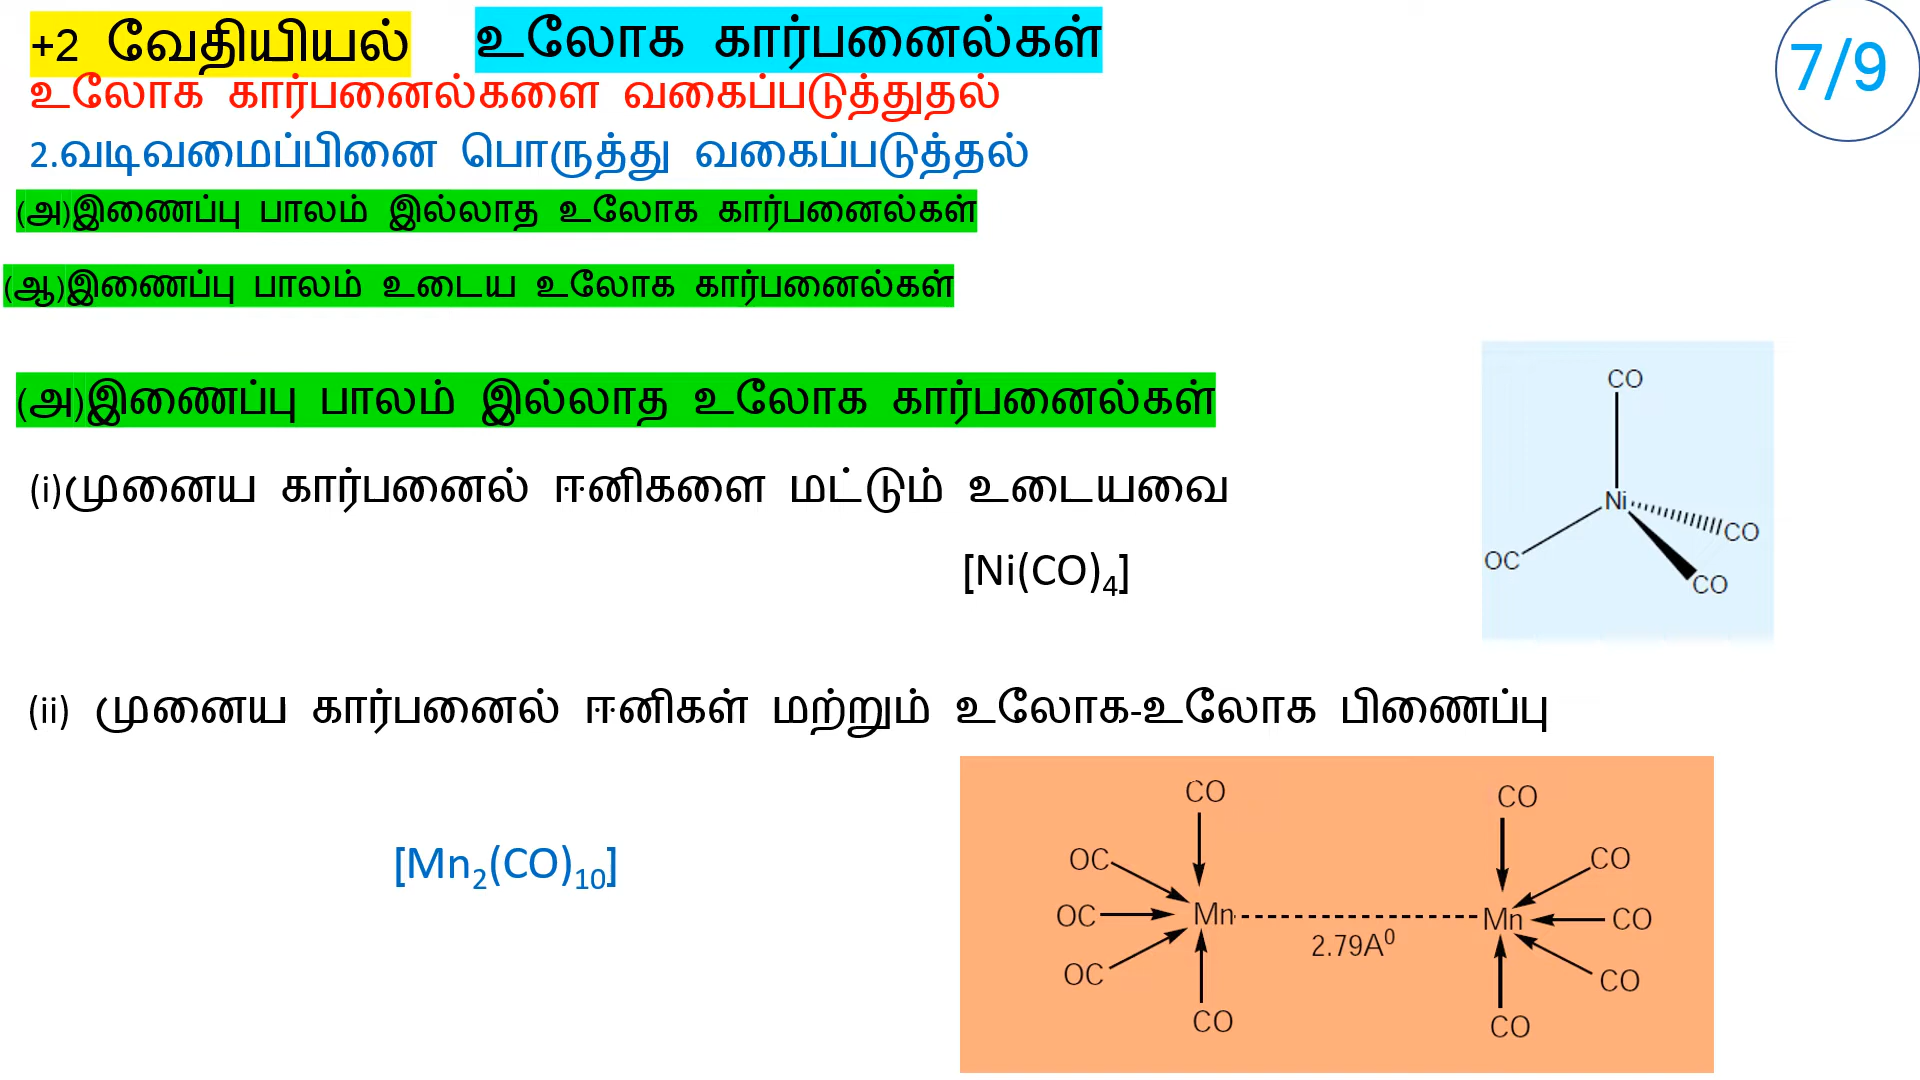 +2 வேதியியல் உலோக கார்பனைல்கள்
7/9
உலோக கார்பனைல்களை வகைப்படுத்துதல்
2.வடிவமைப்பினை பொருத்து வகைப்படுத்தல்
(அ)இணைப்பு பாலம் இல்லாத உலோக கார்பனைல்கள்
(ஆ)இணைப்பு பாலம் உடைய உலோக கார்பனைல்கள்
(அ)இணைப்பு பாலம் இல்லாத உலோக கார்பனைல்கள்
(i)முனைய கார்பனைல் ஈனிகளை மட்டும் உடையவை
[Ni(CO)₄]
CO
Ni
OC
CO
CO
(ii) முனைய கார்பனைல் ஈனிகள் மற்றும் உலோக-உலோக பிணைப்பு
[Mn₂(CO)₁₀]
CO CO
OC CO
OC Mn Mn CO
2.79A⁰
OC CO
CO CO